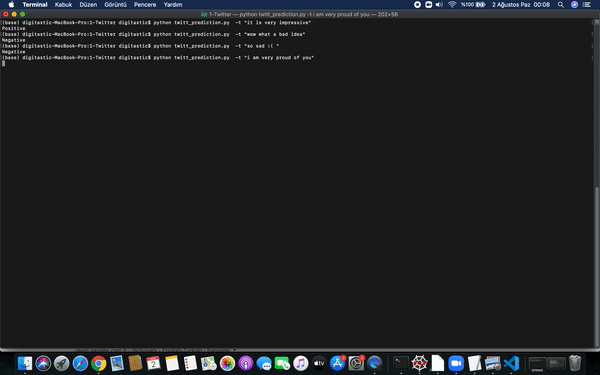 Terminal Kabuk Düzen Görüntü Pencere Yardım %100 2 Ağustos Paz 00:08
1-Twitter — python twitt_prediction.py -t i am very proud of you — 202×56
(base) digitastic-MacBook-Pro:1-Twitter digitastic$ python twitt_prediction.py -t "it is very impressive"
Positive
(base) digitastic-MacBook-Pro:1-Twitter digitastic$ python twitt_prediction.py -t "wow what a bad idea"
Negative
(base) digitastic-MacBook-Pro:1-Twitter digitastic$ python twitt_prediction.py -t "so sad :( "
Negative
(base) digitastic-MacBook-Pro:1-Twitter digitastic$ python twitt_prediction.py -t "i am very proud of you"